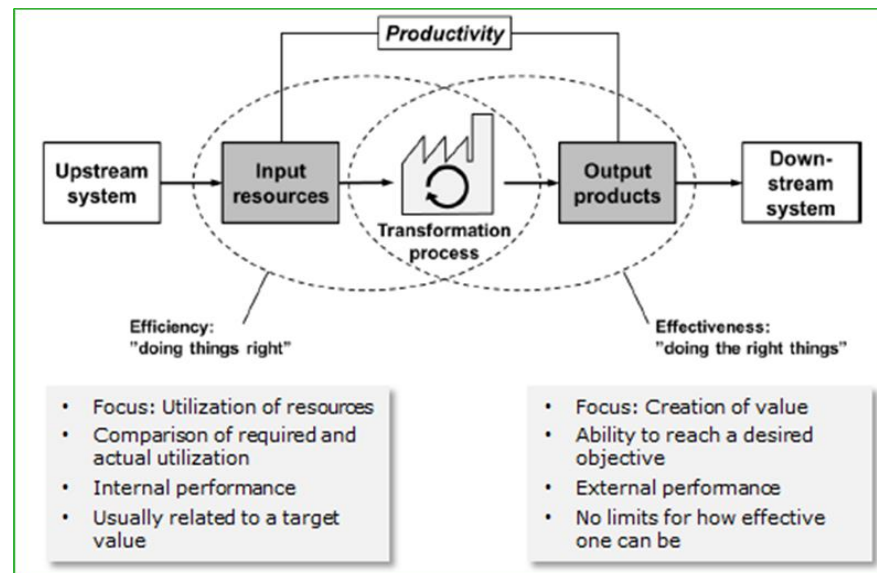 Productivity
Upstream
system
Input
resources
Transformation
process
Output
products
Down-
stream
system
Efficiency:
"doing things right"
Effectiveness:
"doing the right things"
• Focus: Utilization of resources
• Comparison of required and
actual utilization
• Internal performance
• Usually related to a target
value
• Focus: Creation of value
• Ability to reach a desired
objective
• External performance
• No limits for how effective
one can be